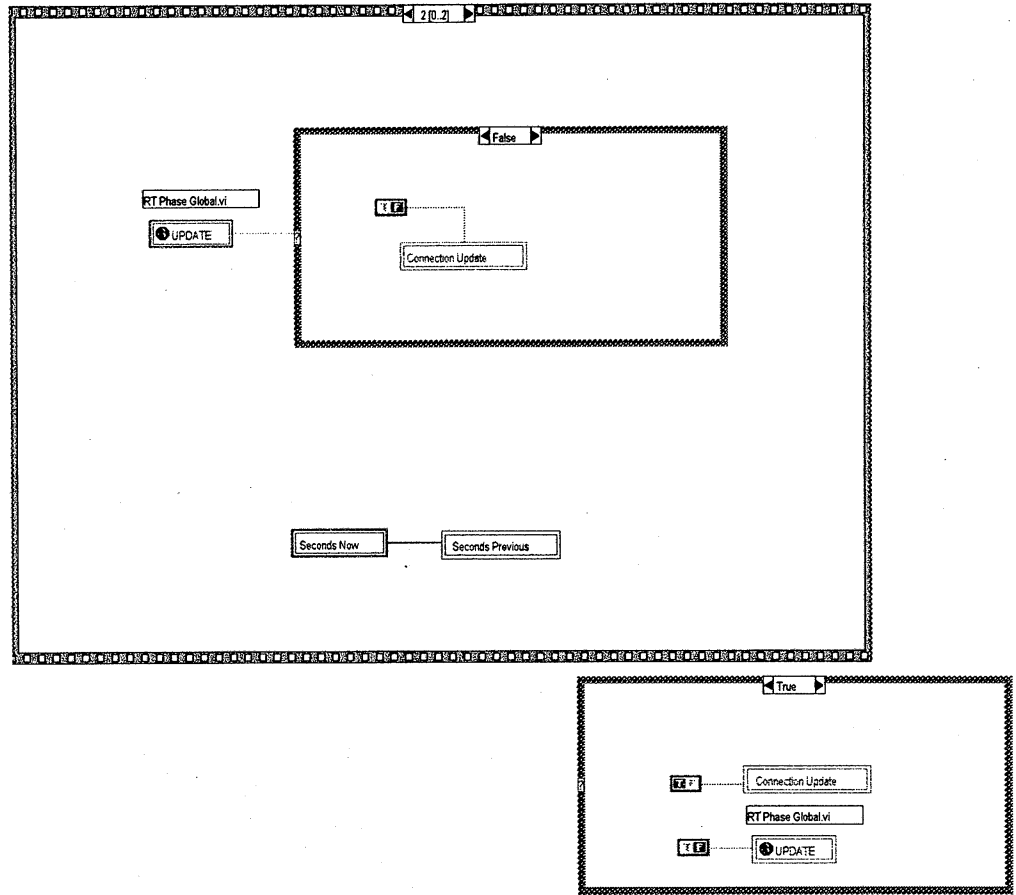 2 [0..2]
False
RT Phase Global.vi
UPDATE
T F
Connection Update
Seconds Now
Seconds Previous
True
T F
Connection Update
RT Phase Global.vi
T F
UPDATE